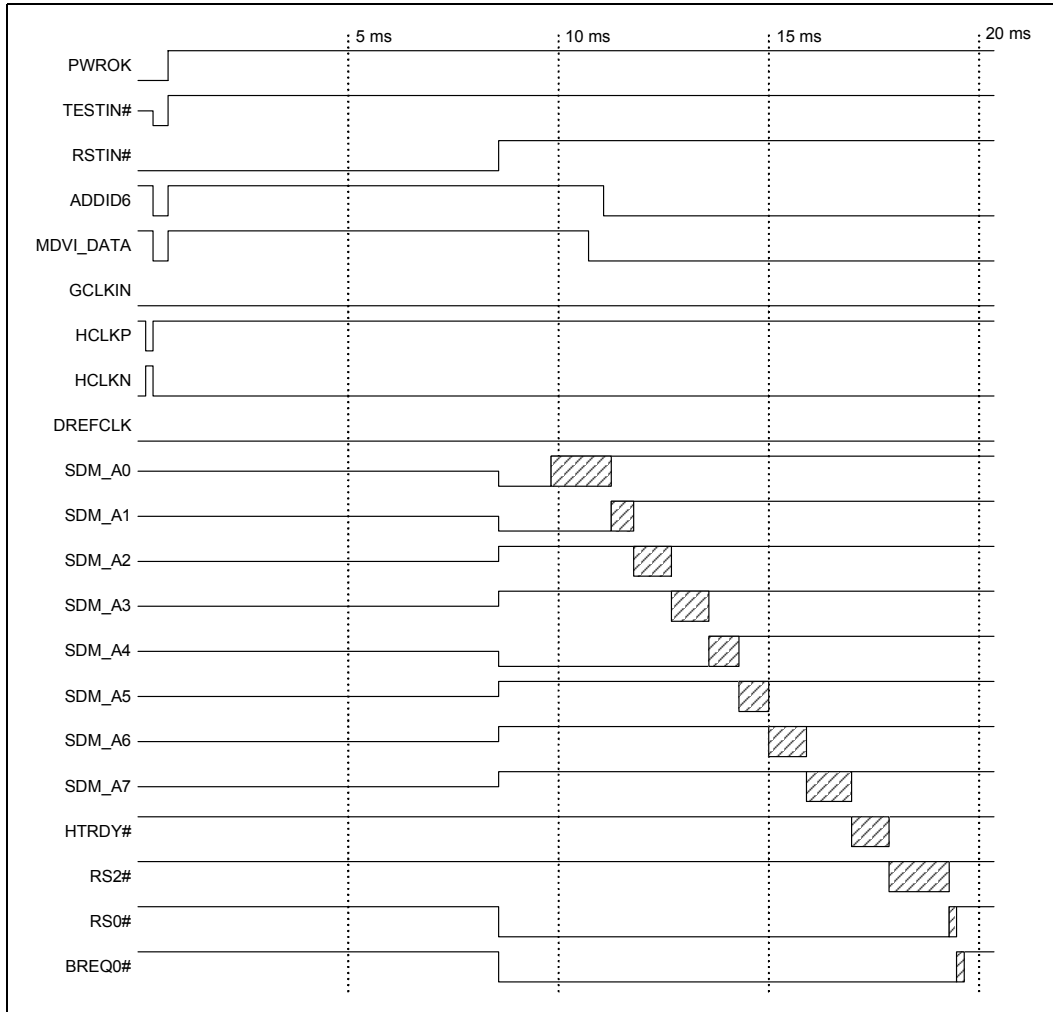 5 ms 10 ms 15 ms 20 ms
PWROK
TESTIN#
RSTIN#
ADDID6
MDVI_DATA
GCLKIN
HCLKP
HCLKN
DREFCLK
SDM_A0
SDM_A1
SDM_A2
SDM_A3
SDM_A4
SDM_A5
SDM_A6
SDM_A7
HTRDY#
RS2#
RS0#
BREQ0#